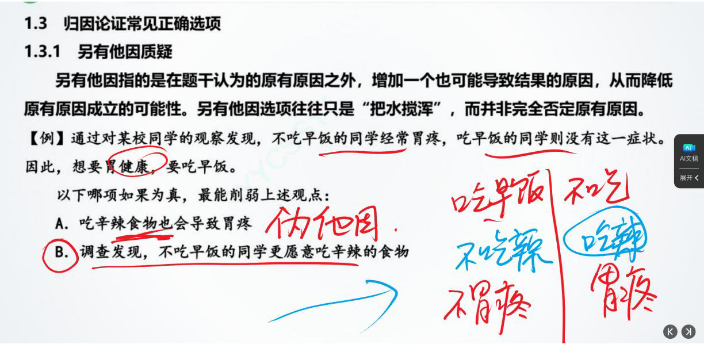 1.3 归因论证常见正确选项
1.3.1 另有他因质疑
另有他因指的是在题干认为的原有原因之外，增加一个也可能导致结果的原因，从而降低
原有原因成立的可能性。另有他因选项往往只是“把水搅浑”，而并非完全否定原有原因。
【例】通过对某校同学的观察发现，不吃早饭的同学经常胃疼，吃早饭的同学则没有这一症状。
因此，想要胃健康，要吃早饭。
以下哪项如果为真，最能削弱上述观点：
A. 吃辛辣食物也会导致胃疼
伪他因.
B. 调查发现，不吃早饭的同学更愿意吃辛辣的食物
吃早饭 不吃
不吃辣 吃辣
不胃疼 胃疼
AI文稿
展开